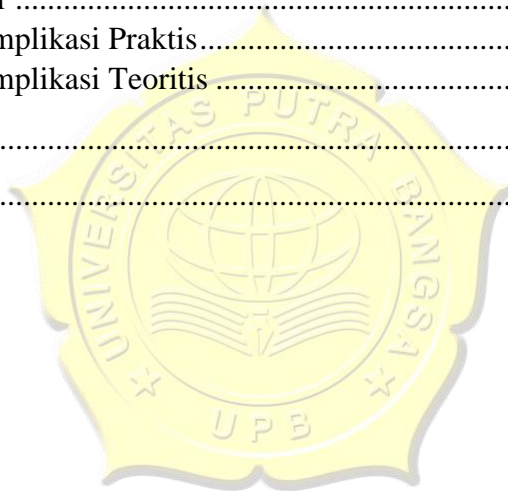 r ........................................................................
mplikasi Praktis.............................................
mplikasi Teoritis ...........................................
........................................................................
........................................................................
UNIVERSITAS PUTRA BANGSA
UPB